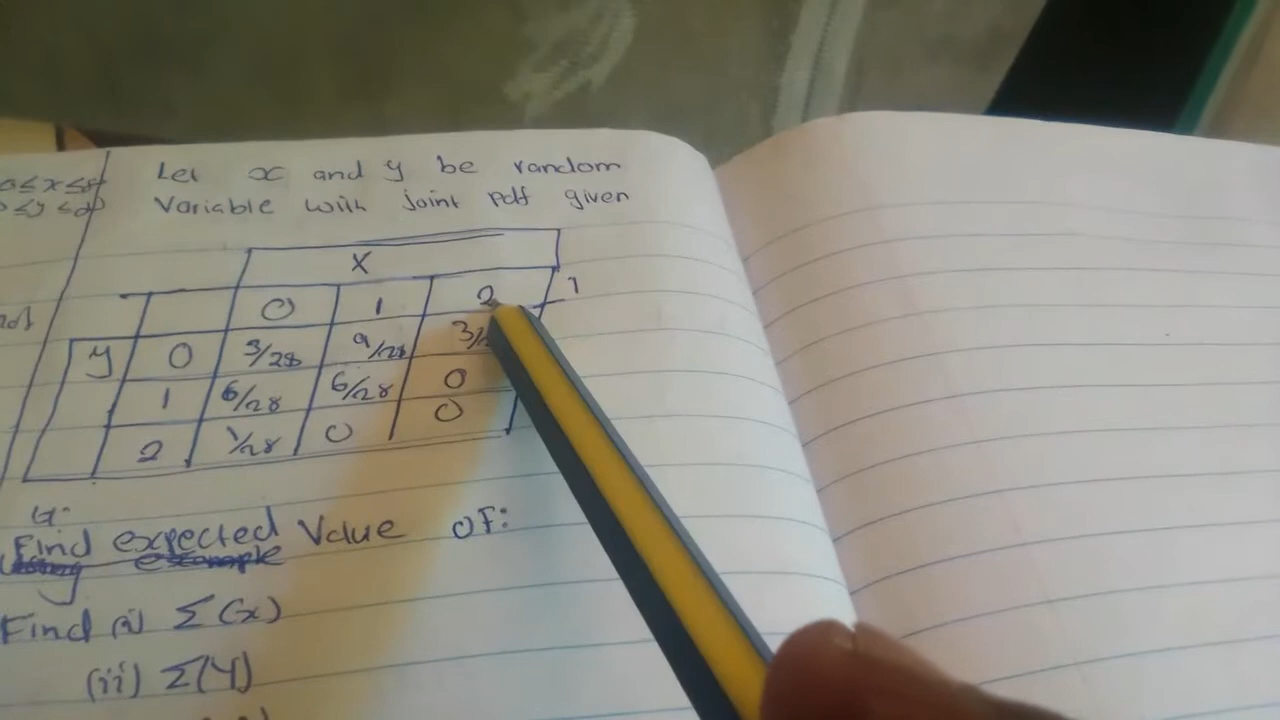 Let x and y be random
Variable with joint pdf given
X
0 1 2
y 0 3/28 9/28
1 6/28 6/28 0
2 1/28 0 0
Find expected Value OF:
Find (i) Σ(x)
(ii) Σ(Y)